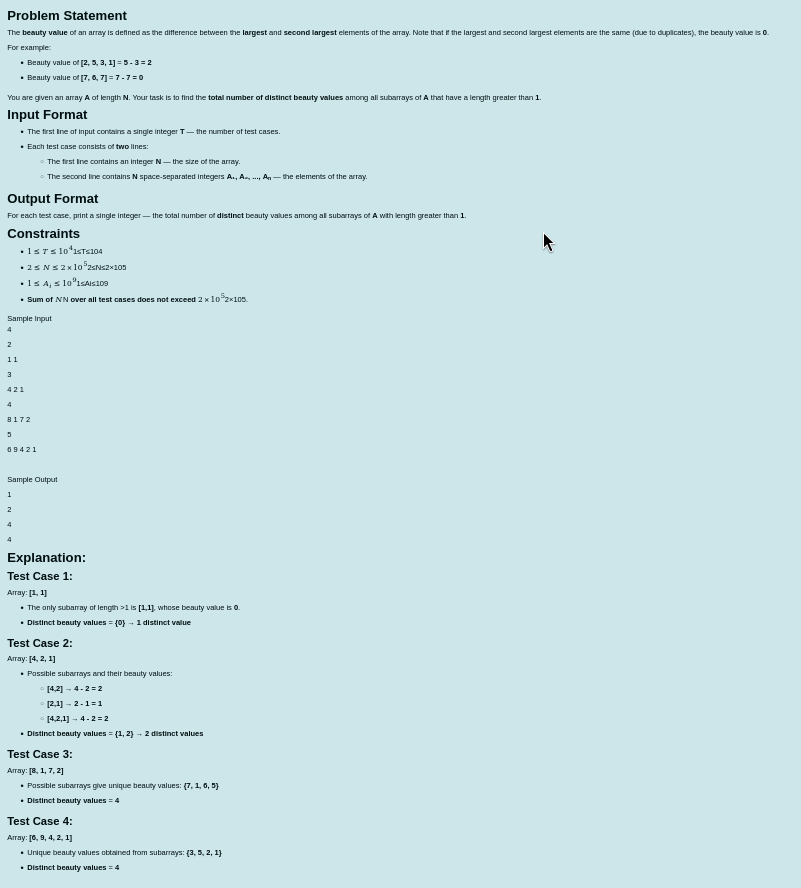 Problem Statement
The beauty value of an array is defined as the difference between the largest and second largest elements of the array. Note that if the largest and second largest elements are the same (due to duplicates), the beauty value is 0.
For example:
• Beauty value of [2, 5, 3, 1] = 5 - 3 = 2
• Beauty value of [7, 6, 7] = 7 - 7 = 0
You are given an array A of length N. Your task is to find the total number of distinct beauty values among all subarrays of A that have a length greater than 1.
Input Format
• The first line of input contains a single integer T — the number of test cases.
• Each test case consists of two lines:
○ The first line contains an integer N — the size of the array.
○ The second line contains N space-separated integers A₁, A₂, ..., Aₙ — the elements of the array.
Output Format
For each test case, print a single integer — the total number of distinct beauty values among all subarrays of A with length greater than 1.
Constraints
• 1 ≤ T ≤ 10^4 1≤T≤104
• 2 ≤ N ≤ 2 × 10^5 2≤N≤2×105
• 1 ≤ A_i ≤ 10^9 1≤Ai≤109
• Sum of N N over all test cases does not exceed 2 × 10^5 2×105.
Sample Input
4
2
1 1
3
4 2 1
4
8 1 7 2
5
6 9 4 2 1
Sample Output
1
2
4
4
Explanation:
Test Case 1:
Array: [1, 1]
• The only subarray of length >1 is [1,1], whose beauty value is 0.
• Distinct beauty values = {0} → 1 distinct value
Test Case 2:
Array: [4, 2, 1]
• Possible subarrays and their beauty values:
○ [4,2] → 4 - 2 = 2
○ [2,1] → 2 - 1 = 1
○ [4,2,1] → 4 - 2 = 2
• Distinct beauty values = {1, 2} → 2 distinct values
Test Case 3:
Array: [8, 1, 7, 2]
• Possible subarrays give unique beauty values: {7, 1, 6, 5}
• Distinct beauty values = 4
Test Case 4:
Array: [6, 9, 4, 2, 1]
• Unique beauty values obtained from subarrays: {3, 5, 2, 1}
• Distinct beauty values = 4